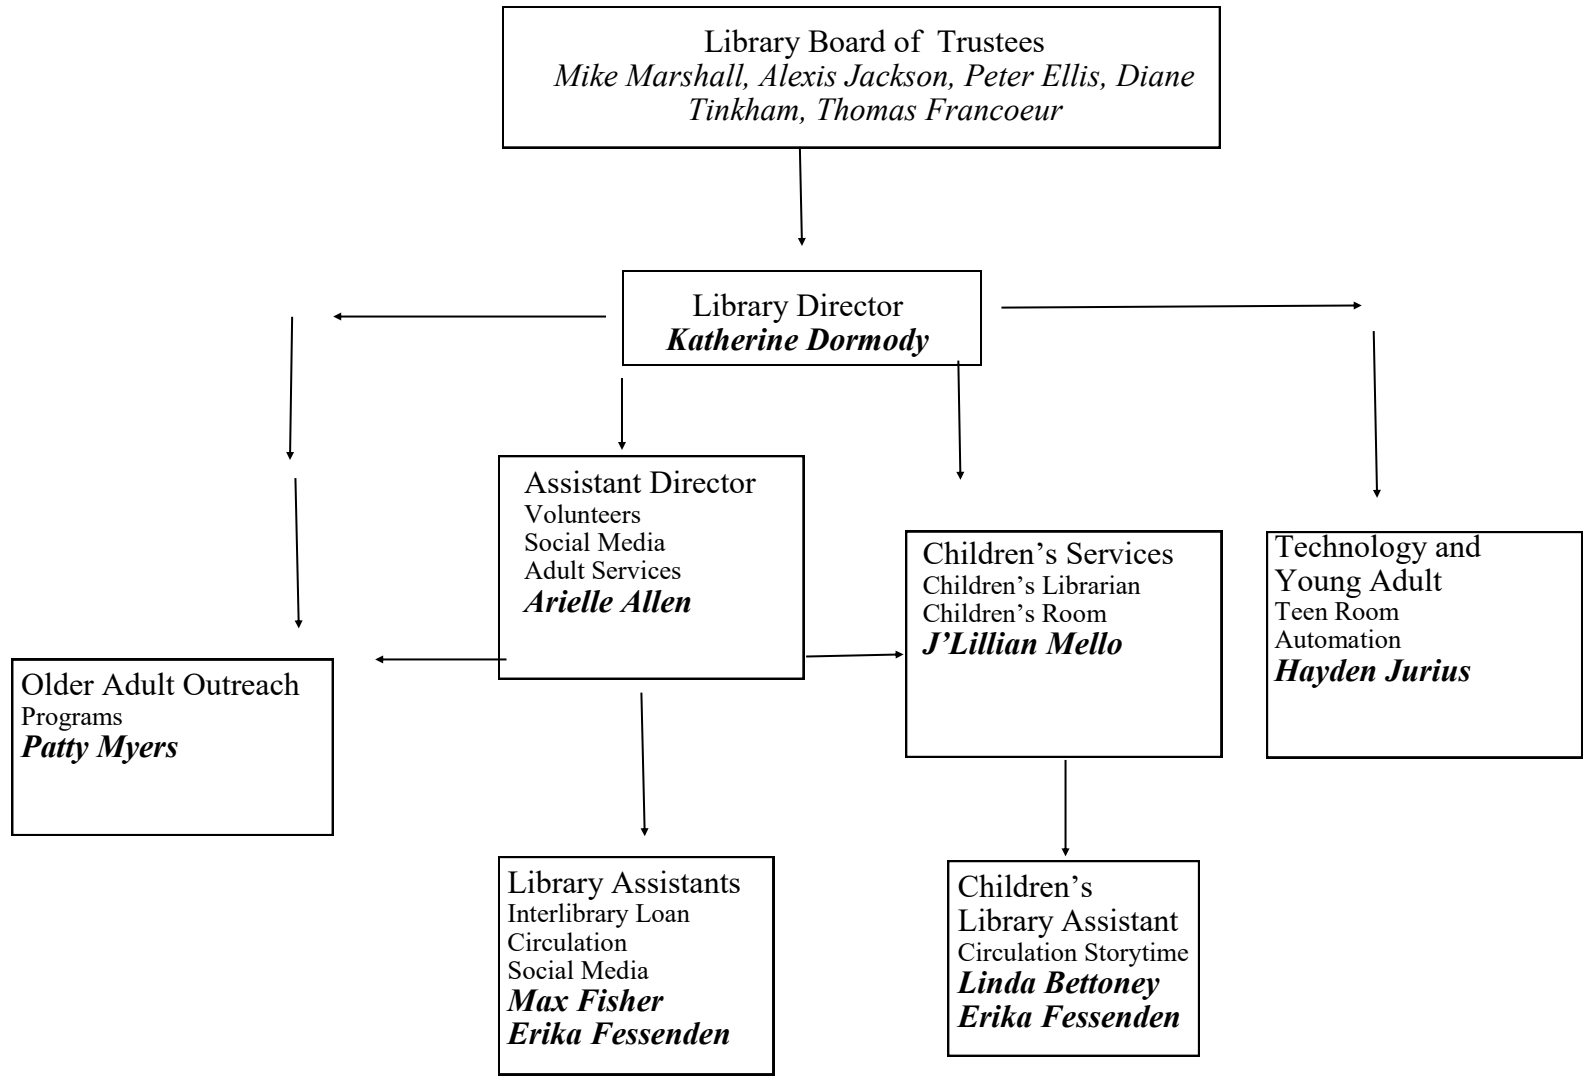 Library Board of Trustees
Mike Marshall, Alexis Jackson, Peter Ellis, Diane
Tinkham, Thomas Francoeur
Library Director
Katherine Dormody
Assistant Director
Volunteers
Social Media
Adult Services
Arielle Allen
Children’s Services
Children’s Librarian
Children’s Room
J’Lillian Mello
Technology and
Young Adult
Teen Room
Automation
Hayden Jurius
Older Adult Outreach
Programs
Patty Myers
Library Assistants
Interlibrary Loan
Circulation
Social Media
Max Fisher
Erika Fessenden
Children’s
Library Assistant
Circulation Storytime
Linda Bettoney
Erika Fessenden